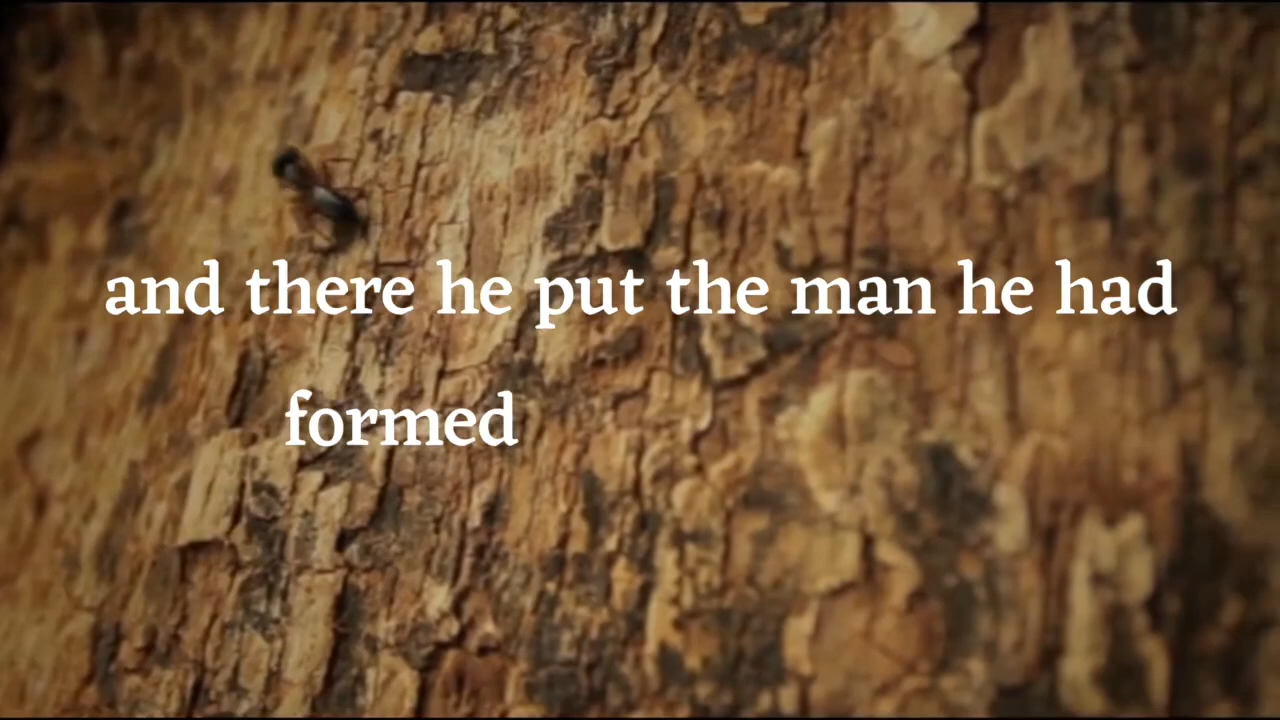 and there he put the man he had
formed